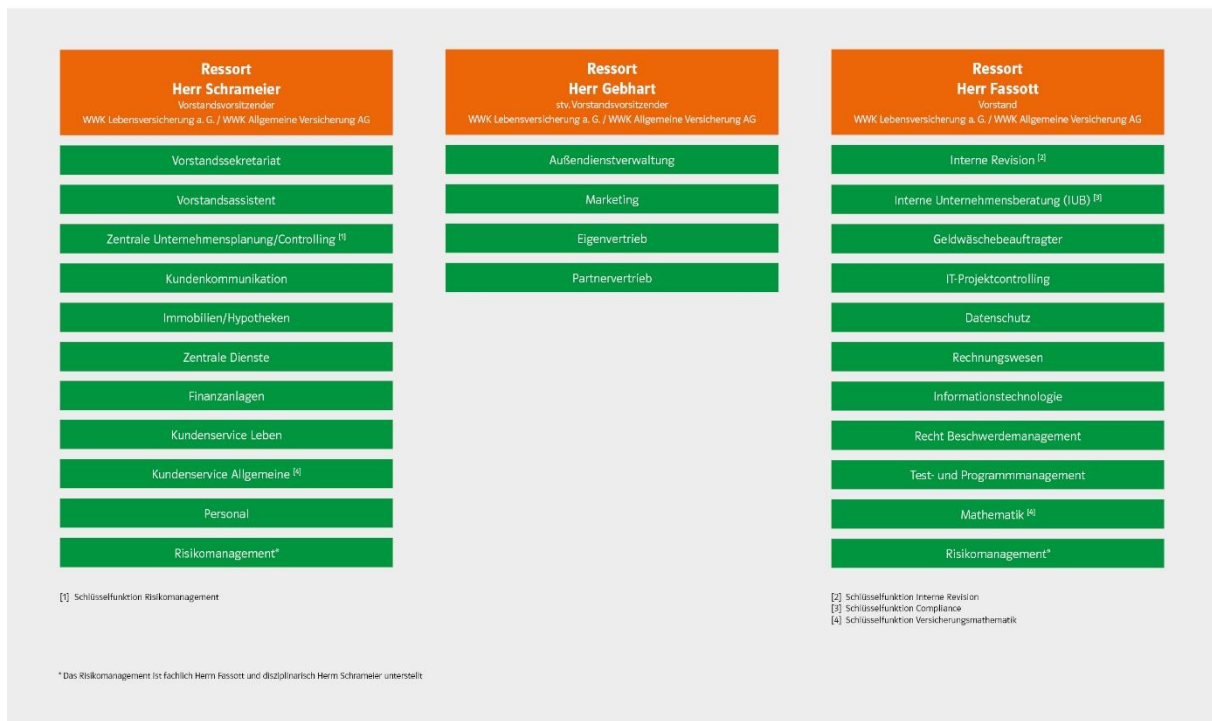 Ressort
Herr Schrameier
Vorstandsvorsitzender
WWK Lebensversicherung a. G. / WWK Allgemeine Versicherung AG
Vorstandssekretariat
Vorstandsassistent
Zentrale Unternehmensplanung/Controlling [1]
Kundenkommunikation
Immobilien/Hypotheken
Zentrale Dienste
Finanzanlagen
Kundenservice Leben
Kundenservice Allgemeine [4]
Personal
Risikomanagement*
[1] Schlüsselfunktion Risikomanagement
Ressort
Herr Gebhart
stv. Vorstandsvorsitzender
WWK Lebensversicherung a. G. / WWK Allgemeine Versicherung AG
Außendienstverwaltung
Marketing
Eigenvertrieb
Partnervertrieb
Ressort
Herr Fassott
Vorstand
WWK Lebensversicherung a. G. / WWK Allgemeine Versicherung AG
Interne Revision [2]
Interne Unternehmensberatung (IUB) [3]
Geldwäschebeauftragter
IT-Projektcontrolling
Datenschutz
Rechnungswesen
Informationstechnologie
Recht Beschwerdemanagement
Test- und Programmmanagement
Mathematik [4]
Risikomanagement*
[2] Schlüsselfunktion Interne Revision
[3] Schlüsselfunktion Compliance
[4] Schlüsselfunktion Versicherungsmathematik
* Das Risikomanagement ist fachlich Herrn Fassott und disziplinarisch Herrn Schrameier unterstellt